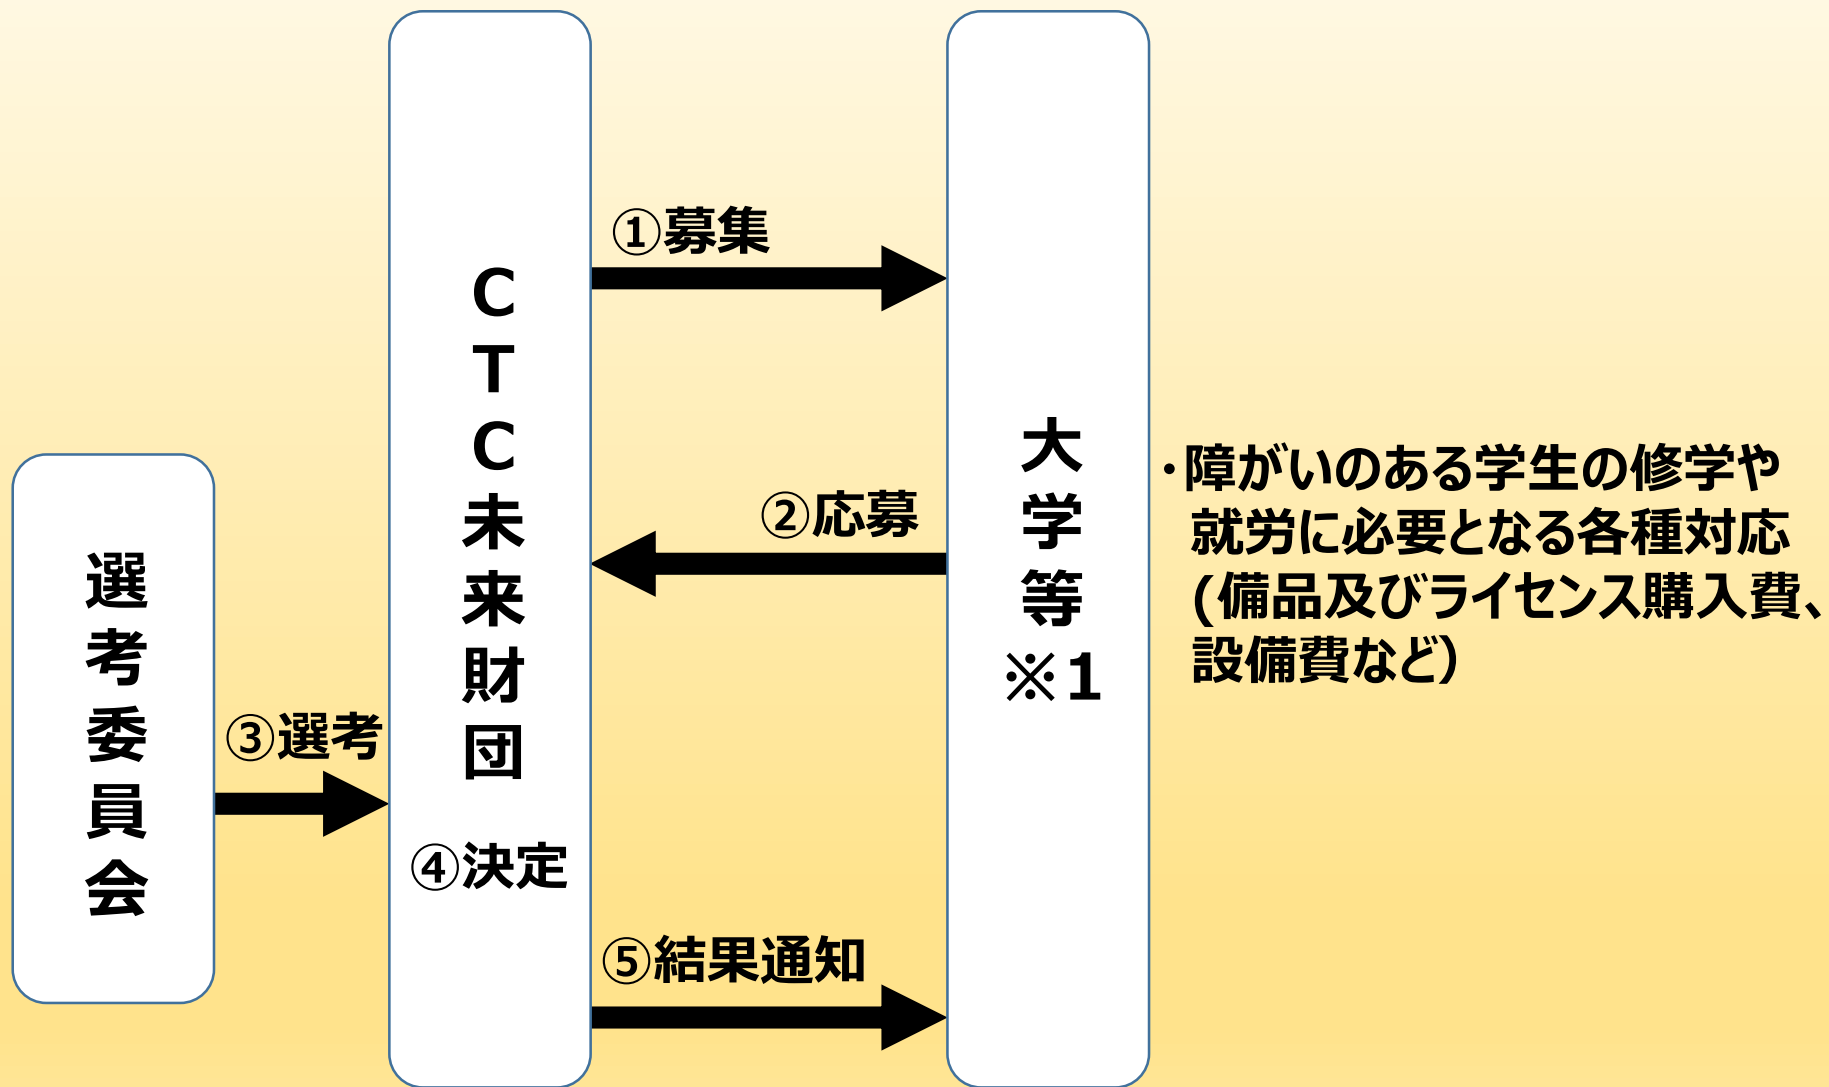 選考委員会
③選考
CTC未来財団
④決定
①募集
②応募
⑤結果通知
大学等※1
・障がいのある学生の修学や
就労に必要となる各種対応
(備品及びライセンス購入費、
設備費など）